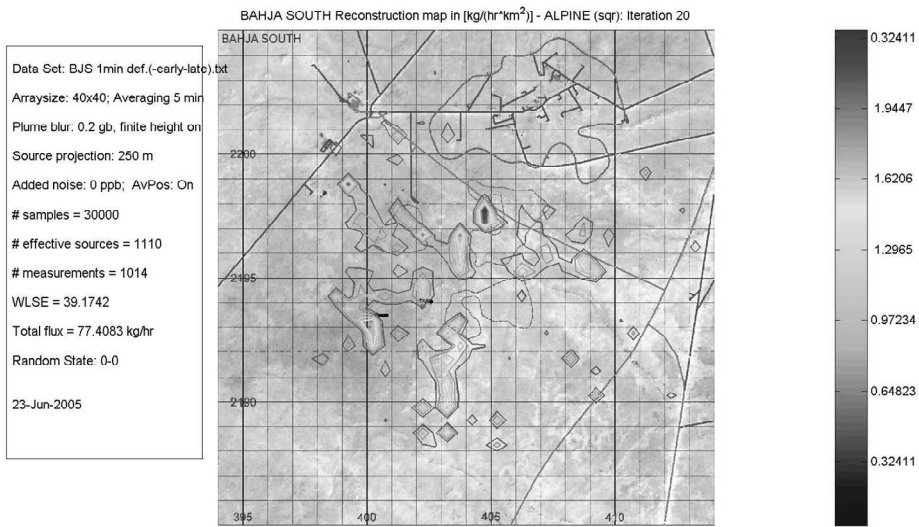 BAHJA SOUTH Reconstruction map in [kg/(hr*km²)] - ALPINE (sqr): Iteration 20
BAHJA SOUTH
Data Set: BJS 1min def.(-early-late).txt
Arraysize: 40x40; Averaging 5 min
Plume blur: 0.2 gb, finite height on
Source projection: 250 m
Added noise: 0 ppb; AvPos: On
# samples = 30000
# effective sources = 1110
# measurements = 1014
WLSE = 39.1742
Total flux = 77.4083 kg/hr
Random State: 0-0
23-Jun-2005
2200
2195
2190
395
400
405
410
0.32411
1.9447
1.6206
1.2965
0.97234
0.64823
0.32411